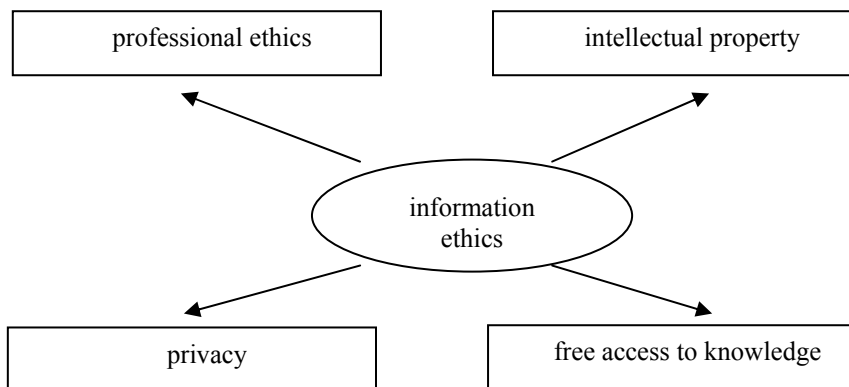 professional ethics
intellectual property
information
ethics
privacy
free access to knowledge